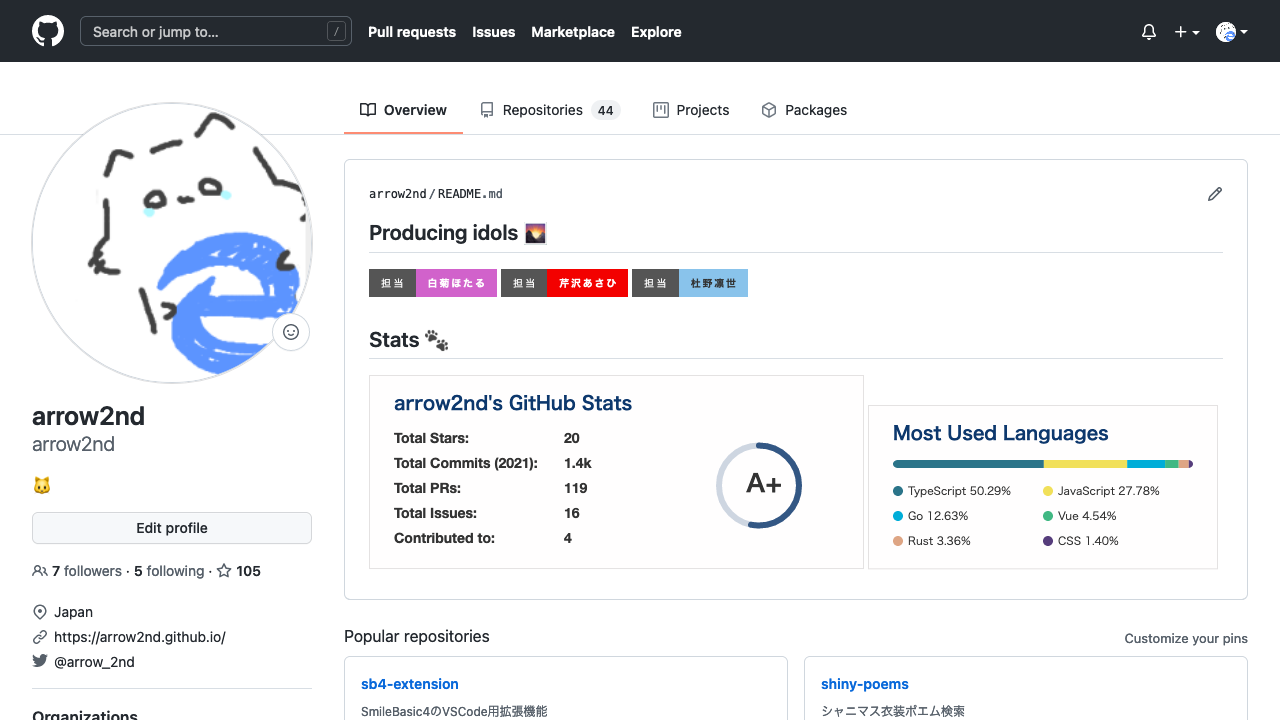 Search or jump to... /
Pull requests
Issues
Marketplace
Explore
Overview
Repositories 44
Projects
Packages
arrow2nd
arrow2nd
Edit profile
7 followers · 5 following · 105
Japan
https://arrow2nd.github.io/
@arrow_2nd
Organizations
arrow2nd/README.md
Producing idols
担当 白菊ほたる
担当 芹沢あさひ
担当 杜野凛世
Stats
arrow2nd's GitHub Stats
Total Stars: 20
Total Commits (2021): 1.4k
Total PRs: 119
Total Issues: 16
Contributed to: 4
A+
Most Used Languages
TypeScript 50.29%
JavaScript 27.78%
Go 12.63%
Vue 4.54%
Rust 3.36%
CSS 1.40%
Popular repositories
Customize your pins
sb4-extension
SmileBasic4のVSCode用拡張機能
shiny-poems
シャニマス衣装ポエム検索